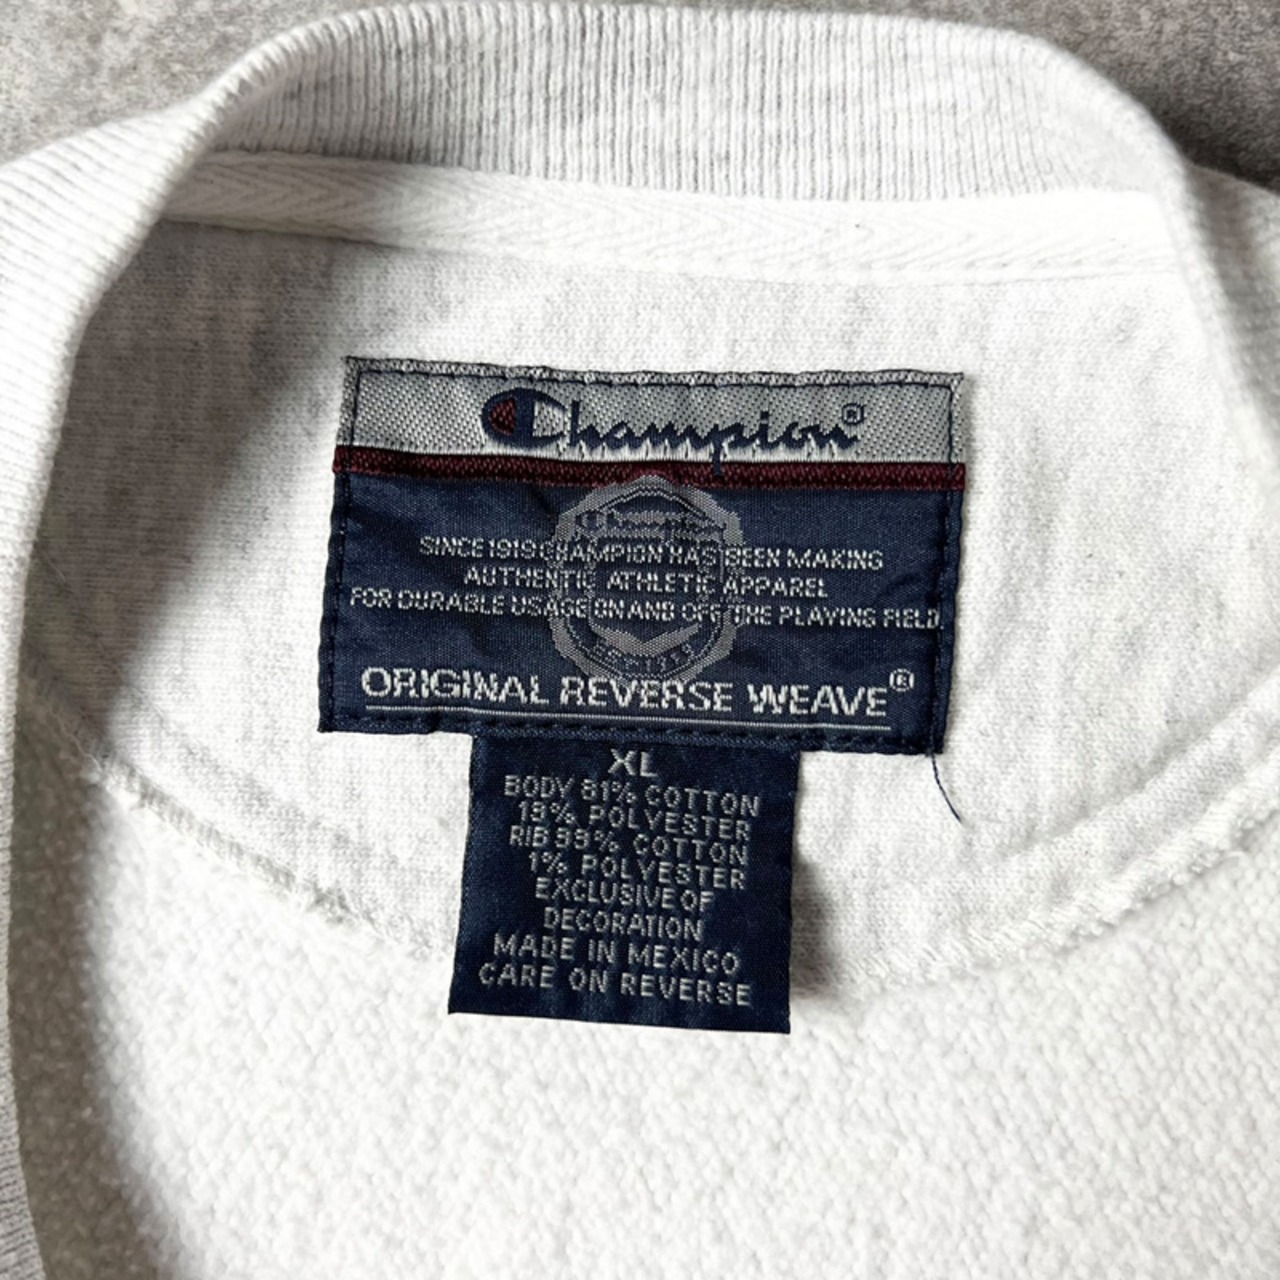 Champion®
Champion
SINCE 1919 CHAMPION HAS BEEN MAKING
AUTHENTIC ATHLETIC APPAREL
FOR DURABLE USAGE ON AND OFF THE PLAYING FIELD.
ORIGINAL REVERSE WEAVE®
XL
BODY 81% COTTON
19% POLYESTER
RIB 99% COTTON
1% POLYESTER
EXCLUSIVE OF
DECORATION
MADE IN MEXICO
CARE ON REVERSE